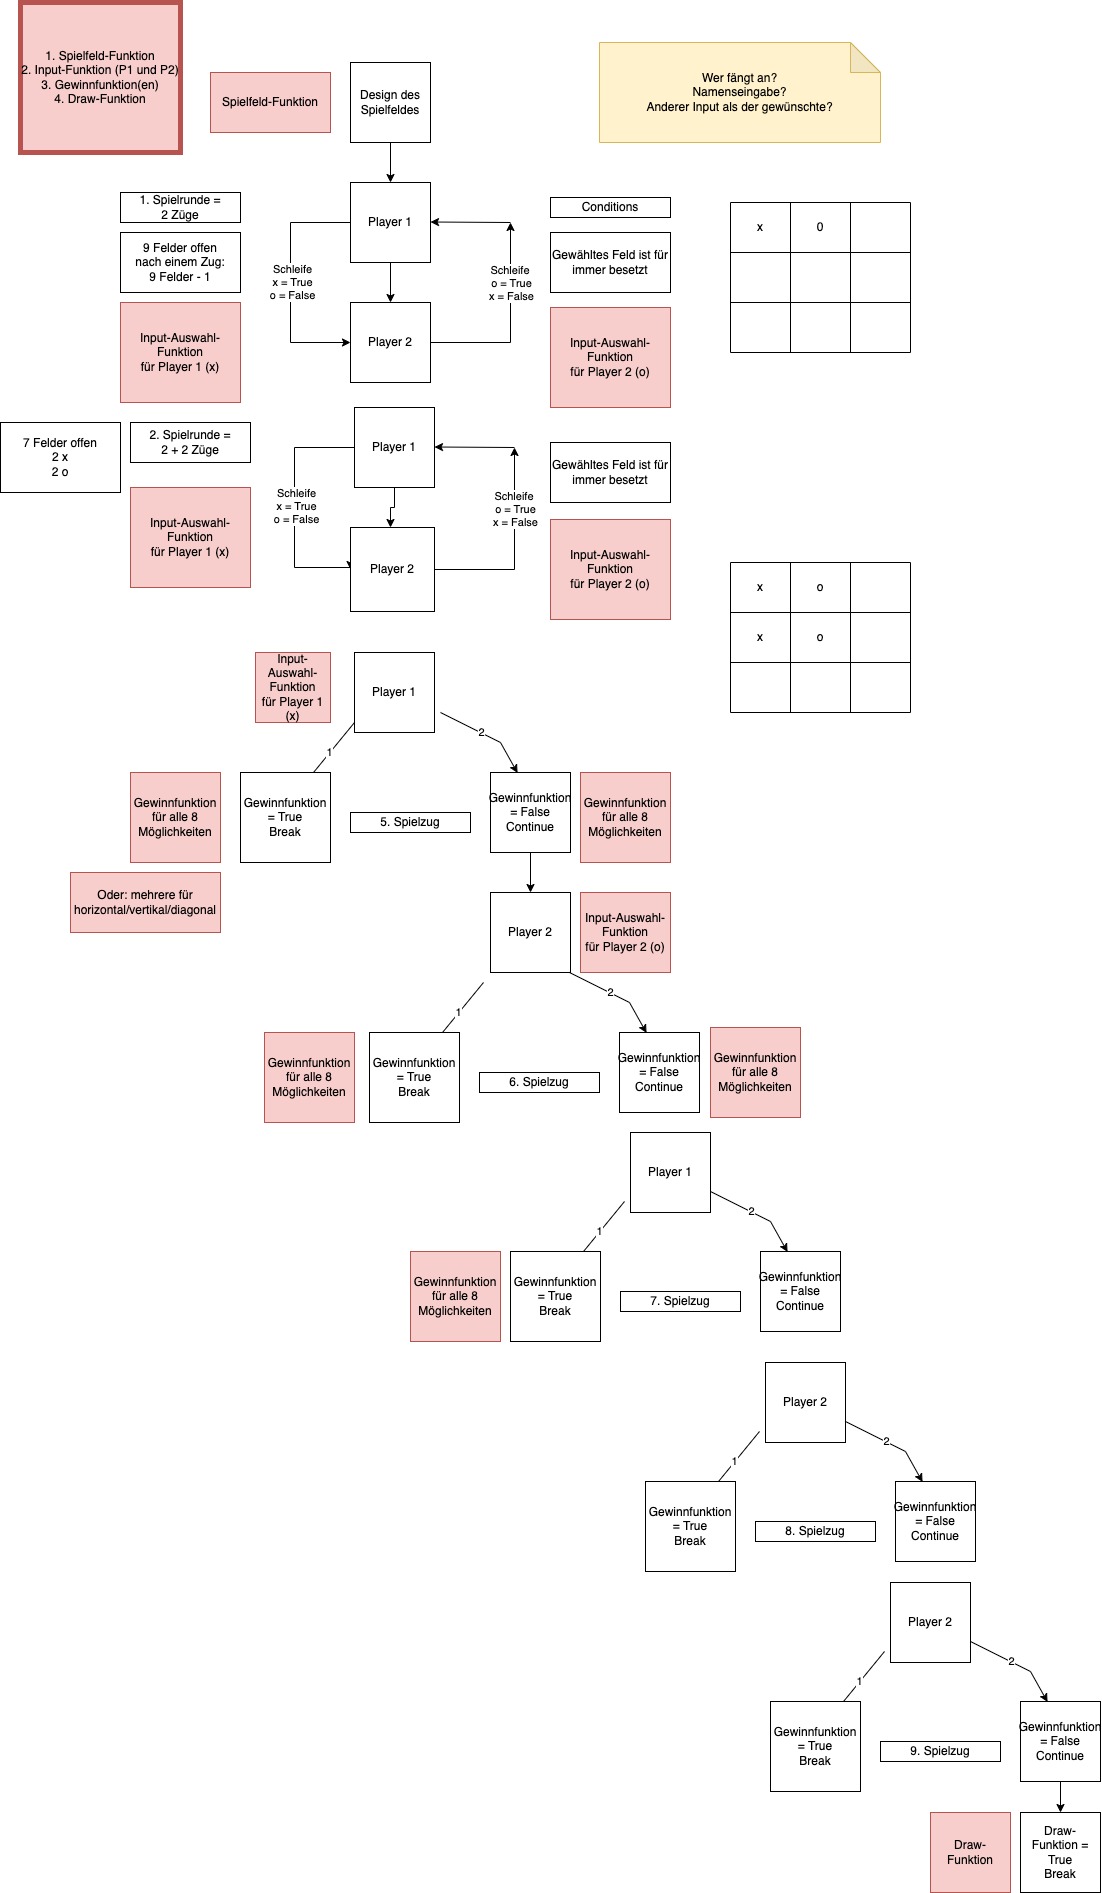 1. Spielfeld-Funktion
2. Input-Funktion (P1 und P2)
3. Gewinnfunktion(en)
4. Draw-Funktion
Spielfeld-Funktion
Design des
Spielfeldes
Wer fängt an?
Namenseingabe?
Anderer Input als der gewünschte?
1. Spielrunde =
2 Züge
9 Felder offen
nach einem Zug:
9 Felder - 1
Input-Auswahl-
Funktion
für Player 1 (x)
Player 1
Schleife
x = True
o = False
Schleife
o = True
x = False
Player 2
Conditions
Gewähltes Feld ist für
immer besetzt
Input-Auswahl-
Funktion
für Player 2 (o)
x
0
7 Felder offen
2 x
2 o
2. Spielrunde =
2 + 2 Züge
Input-Auswahl-
Funktion
für Player 1 (x)
Player 1
Schleife
x = True
o = False
Schleife
o = True
x = False
Player 2
Gewähltes Feld ist für
immer besetzt
Input-Auswahl-
Funktion
für Player 2 (o)
x
o
x
o
Input-
Auswahl-
Funktion
für Player 1
(x)
Player 1
1
2
Gewinnfunktion
für alle 8
Möglichkeiten
Gewinnfunktion
= True
Break
5. Spielzug
Gewinnfunktion
= False
Continue
Gewinnfunktion
für alle 8
Möglichkeiten
Oder: mehrere für
horizontal/vertikal/diagonal
Player 2
Input-Auswahl-
Funktion
für Player 2 (o)
1
2
Gewinnfunktion
für alle 8
Möglichkeiten
Gewinnfunktion
= True
Break
6. Spielzug
Gewinnfunktion
= False
Continue
Gewinnfunktion
für alle 8
Möglichkeiten
Player 1
1
2
Gewinnfunktion
für alle 8
Möglichkeiten
Gewinnfunktion
= True
Break
7. Spielzug
Gewinnfunktion
= False
Continue
Player 2
1
2
Gewinnfunktion
= True
Break
8. Spielzug
Gewinnfunktion
= False
Continue
Player 2
1
2
Gewinnfunktion
= True
Break
9. Spielzug
Gewinnfunktion
= False
Continue
Draw-
Funktion
Draw-
Funktion =
True
Break